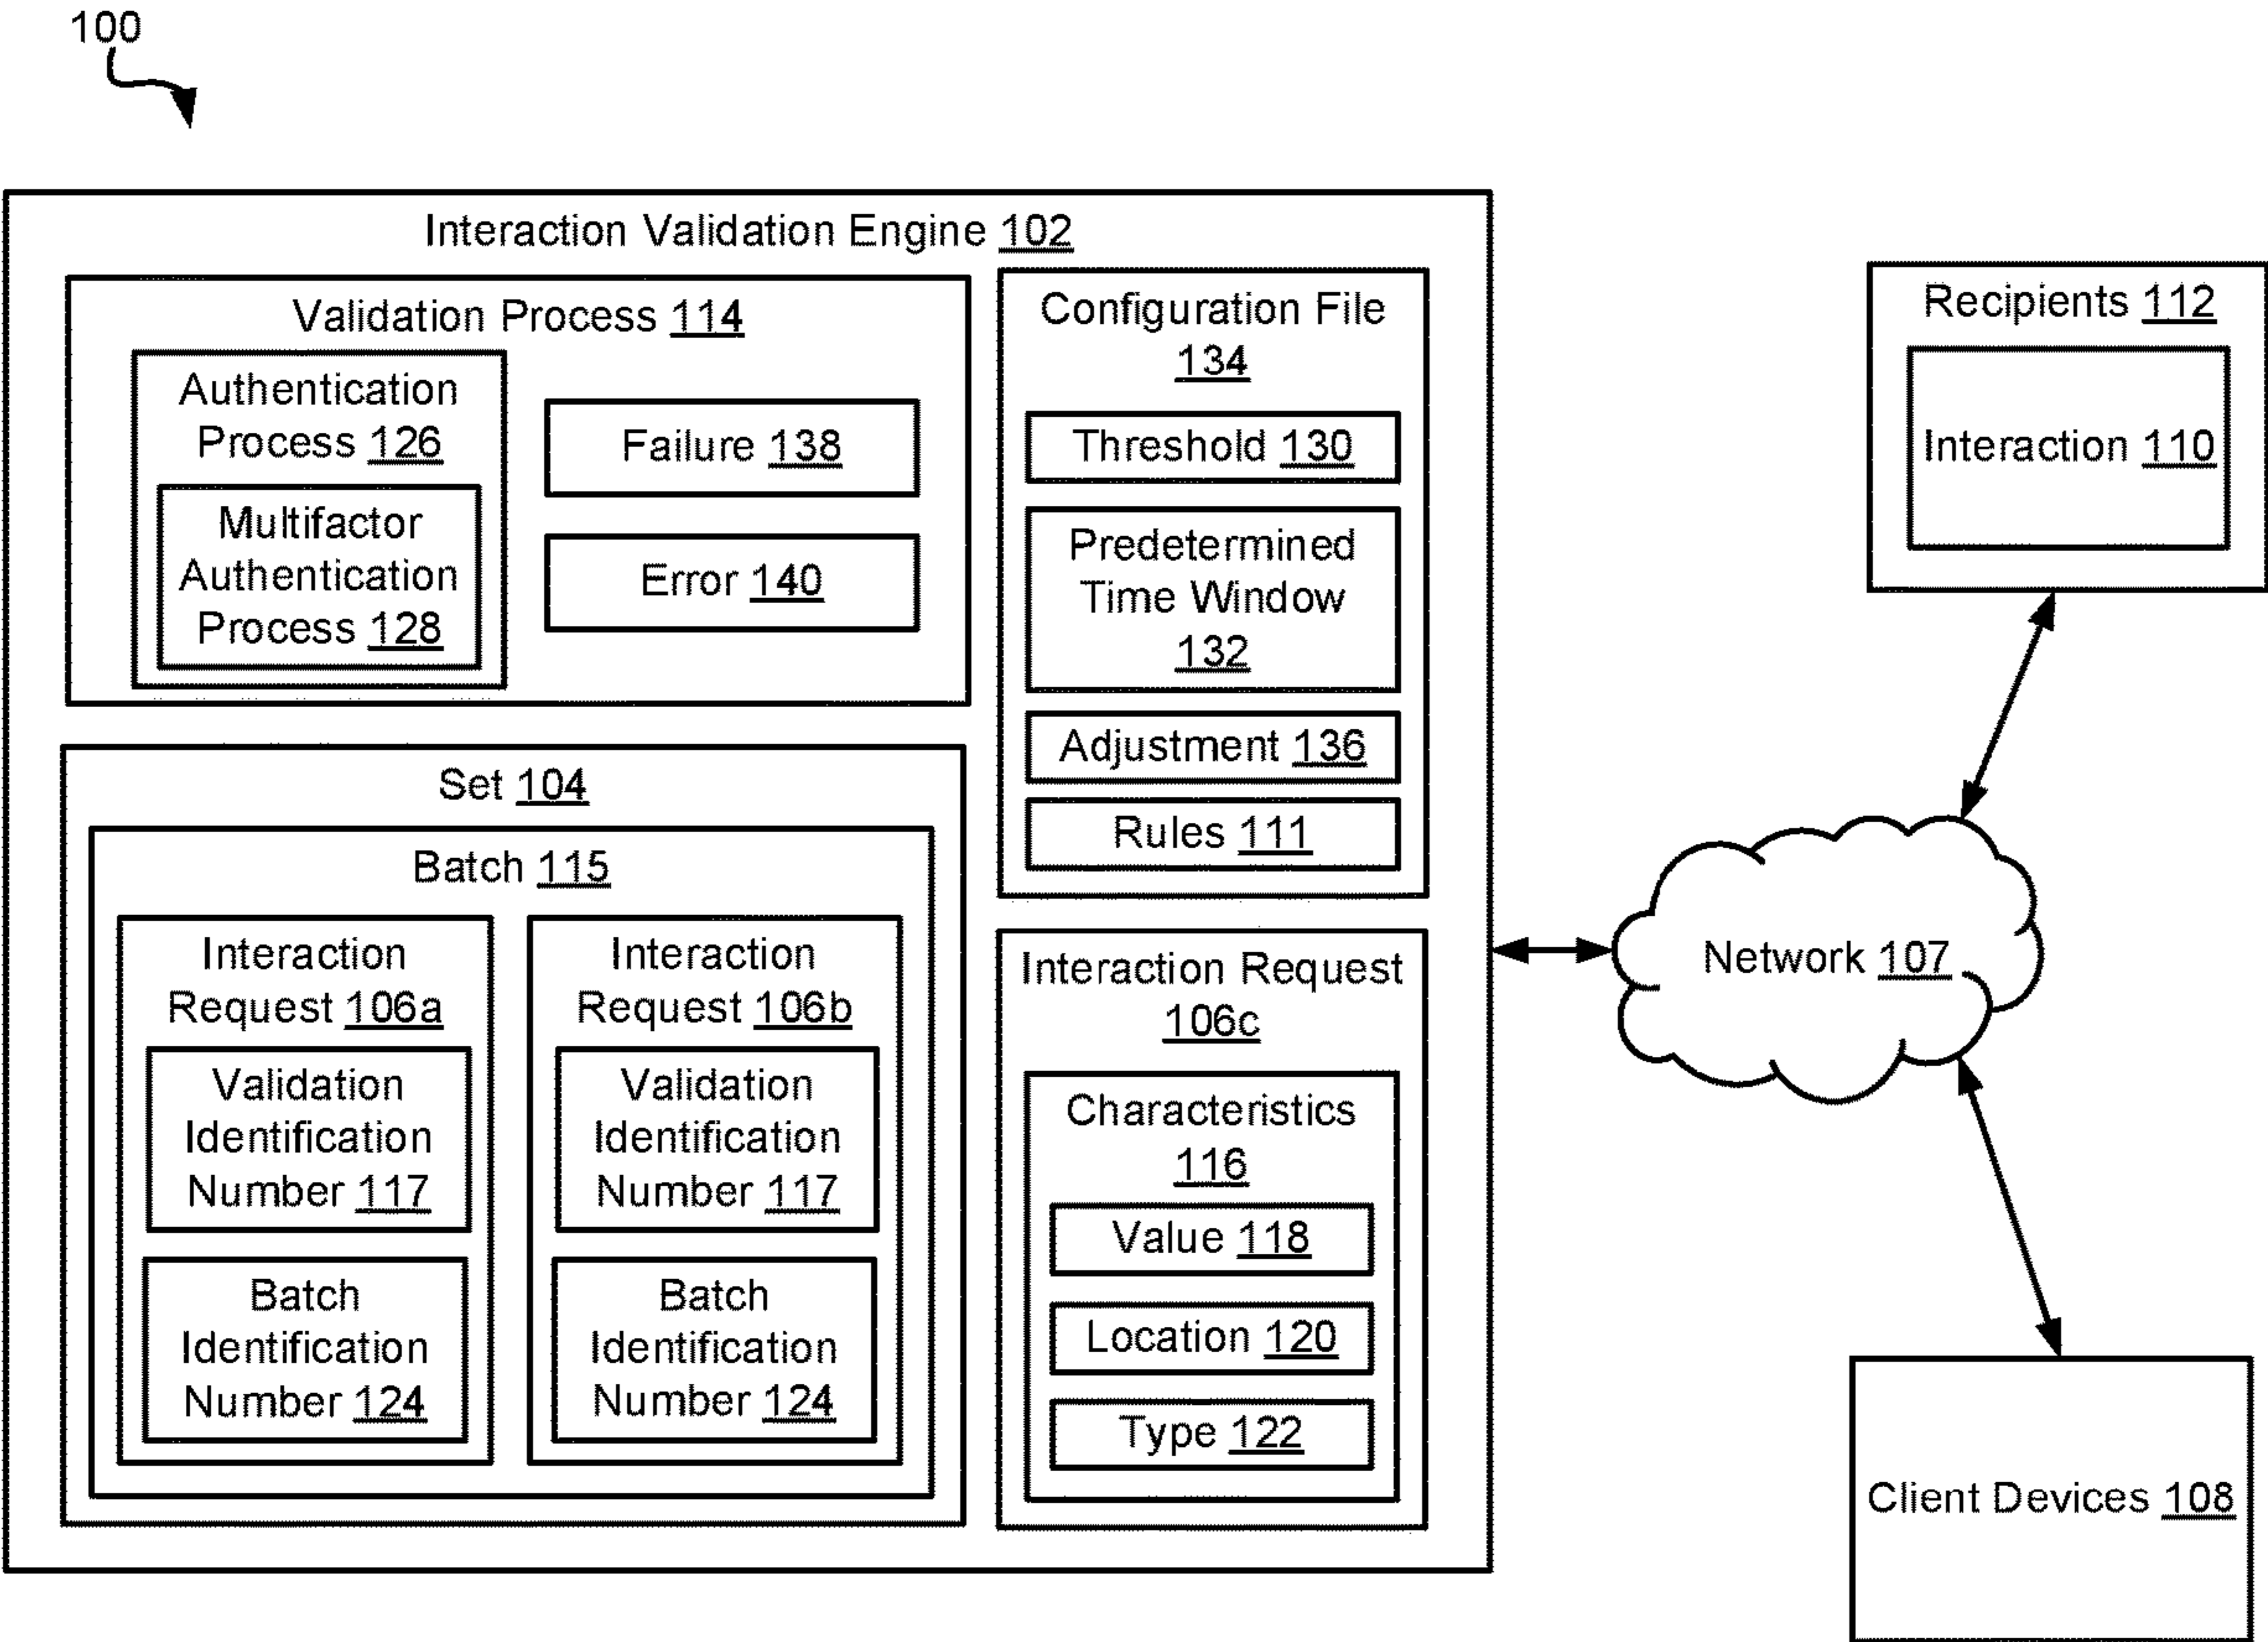 100
Interaction Validation Engine 102
Validation Process 114
Authentication
Process 126
Multifactor
Authentication
Process 128
Failure 138
Error 140
Configuration File
134
Threshold 130
Predetermined
Time Window
132
Adjustment 136
Rules 111
Set 104
Batch 115
Interaction
Request 106a
Validation
Identification
Number 117
Batch
Identification
Number 124
Interaction
Request 106b
Validation
Identification
Number 117
Batch
Identification
Number 124
Interaction Request
106c
Characteristics
116
Value 118
Location 120
Type 122
Recipients 112
Interaction 110
Network 107
Client Devices 108